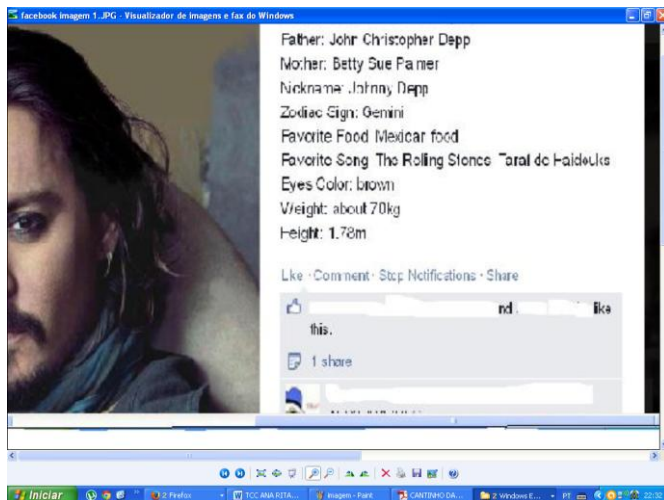 facebook imagem 1.JPG - Visualizador de imagens e fax do Windows
Father: John Christopher Depp
Mother: Betty Sue Palmer
Nickname: Johnny Depp
Zodiac Sign: Gemini
Favorite Food: Mexican food
Favorite Song: The Rolling Stones, Taraf de Haidouks
Eyes Color: brown
Weight: about 70kg
Height: 1.78m
Like · Comment · Stop Notifications · Share
like
this.
1 share
Iniciar
2 Firefox
TCC ANA RITA...
imagem - Paint
CANTINHO DA...
2 Windows E...
PT